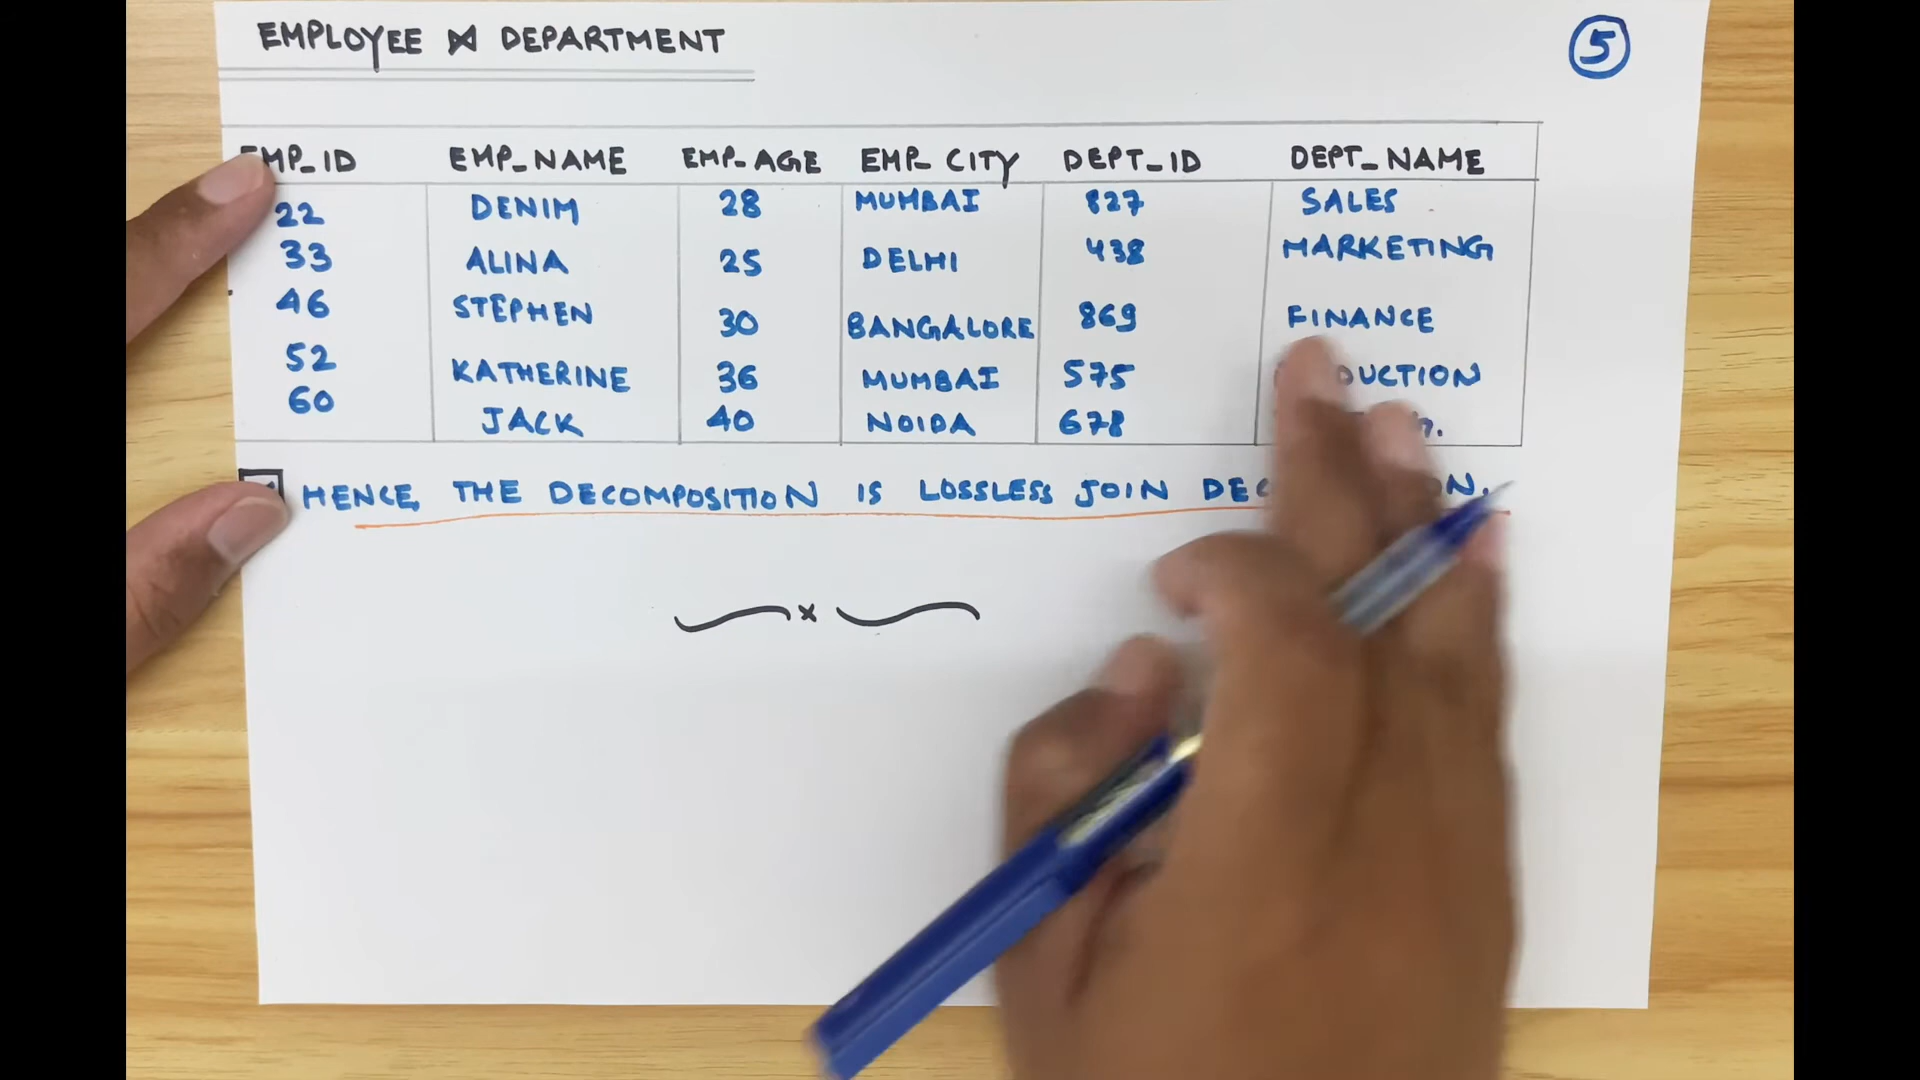 EMPLOYEE ⋈ DEPARTMENT
5
EMP_ID EMP_NAME EMP_AGE EMP_CITY DEPT_ID DEPT_NAME
22 DENIM 28 MUMBAI 827 SALES
33 ALINA 25 DELHI 438 MARKETING
46 STEPHEN 30 BANGALORE 869 FINANCE
52 KATHERINE 36 MUMBAI 575
60 JACK 40 NOIDA 678
HENCE, THE DECOMPOSITION IS LOSSLESS JOIN